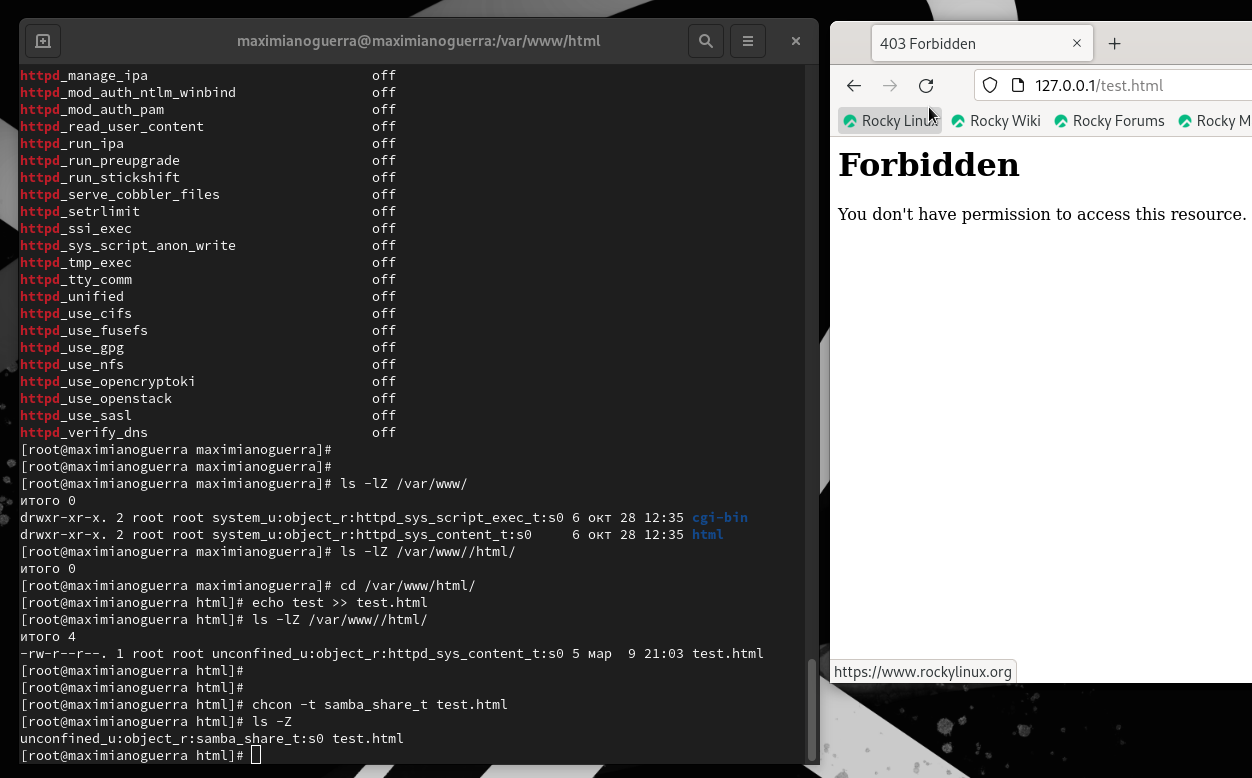 maximianoguerra@maximianoguerra:/var/www/html
httpd_manage_ipa                            off
httpd_mod_auth_ntlm_winbind                 off
httpd_mod_auth_pam                          off
httpd_read_user_content                     off
httpd_run_ipa                               off
httpd_run_preupgrade                        off
httpd_run_stickshift                        off
httpd_serve_cobbler_files                   off
httpd_setrlimit                             off
httpd_ssi_exec                              off
httpd_sys_script_anon_write                 off
httpd_tmp_exec                              off
httpd_tty_comm                              off
httpd_unified                               off
httpd_use_cifs                              off
httpd_use_fusefs                            off
httpd_use_gpg                               off
httpd_use_nfs                               off
httpd_use_opencryptoki                      off
httpd_use_openstack                         off
httpd_use_sasl                              off
httpd_verify_dns                            off
[root@maximianoguerra maximianoguerra]#
[root@maximianoguerra maximianoguerra]#
[root@maximianoguerra maximianoguerra]# ls -lZ /var/www/
итого 0
drwxr-xr-x. 2 root root system_u:object_r:httpd_sys_script_exec_t:s0 6 окт 28 12:35 cgi-bin
drwxr-xr-x. 2 root root system_u:object_r:httpd_sys_content_t:s0     6 окт 28 12:35 html
[root@maximianoguerra maximianoguerra]# ls -lZ /var/www//html/
итого 0
[root@maximianoguerra maximianoguerra]# cd /var/www/html/
[root@maximianoguerra html]# echo test >> test.html
[root@maximianoguerra html]# ls -lZ /var/www//html/
итого 4
-rw-r--r--. 1 root root unconfined_u:object_r:httpd_sys_content_t:s0 5 мар  9 21:03 test.html
[root@maximianoguerra html]#
[root@maximianoguerra html]#
[root@maximianoguerra html]# chcon -t samba_share_t test.html
[root@maximianoguerra html]# ls -Z
unconfined_u:object_r:samba_share_t:s0 test.html
[root@maximianoguerra html]#
403 Forbidden
127.0.0.1/test.html
Rocky Linux Rocky Wiki Rocky Forums Rocky M
Forbidden
You don't have permission to access this resource.
https://www.rockylinux.org